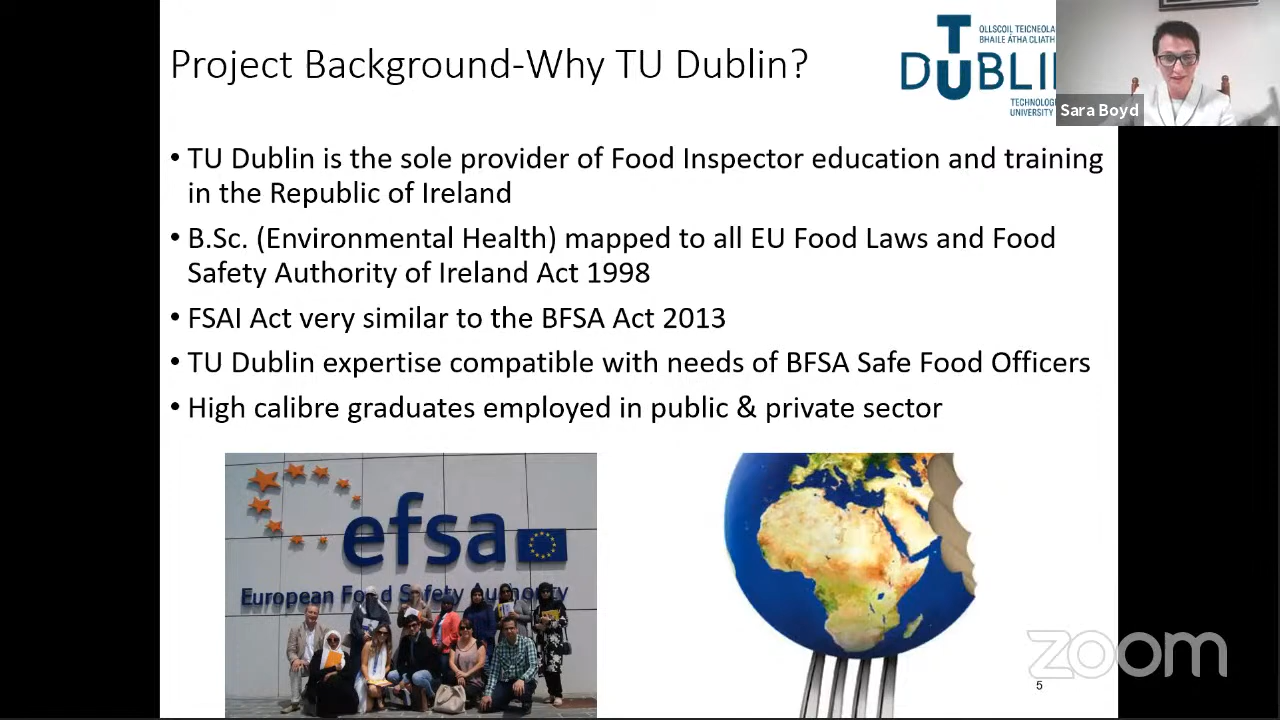 Project Background-Why TU Dublin?
OLLSCOIL TEICNEOLA
BHAILE ÁTHA CLIATH
DUBLI
TECHNOLOG
UNIVERSITY
Sara Boyd
• TU Dublin is the sole provider of Food Inspector education and training
in the Republic of Ireland
• B.Sc. (Environmental Health) mapped to all EU Food Laws and Food
Safety Authority of Ireland Act 1998
• FSAI Act very similar to the BFSA Act 2013
• TU Dublin expertise compatible with needs of BFSA Safe Food Officers
• High calibre graduates employed in public & private sector
efsa
European Food Safety Authority
zoom
5